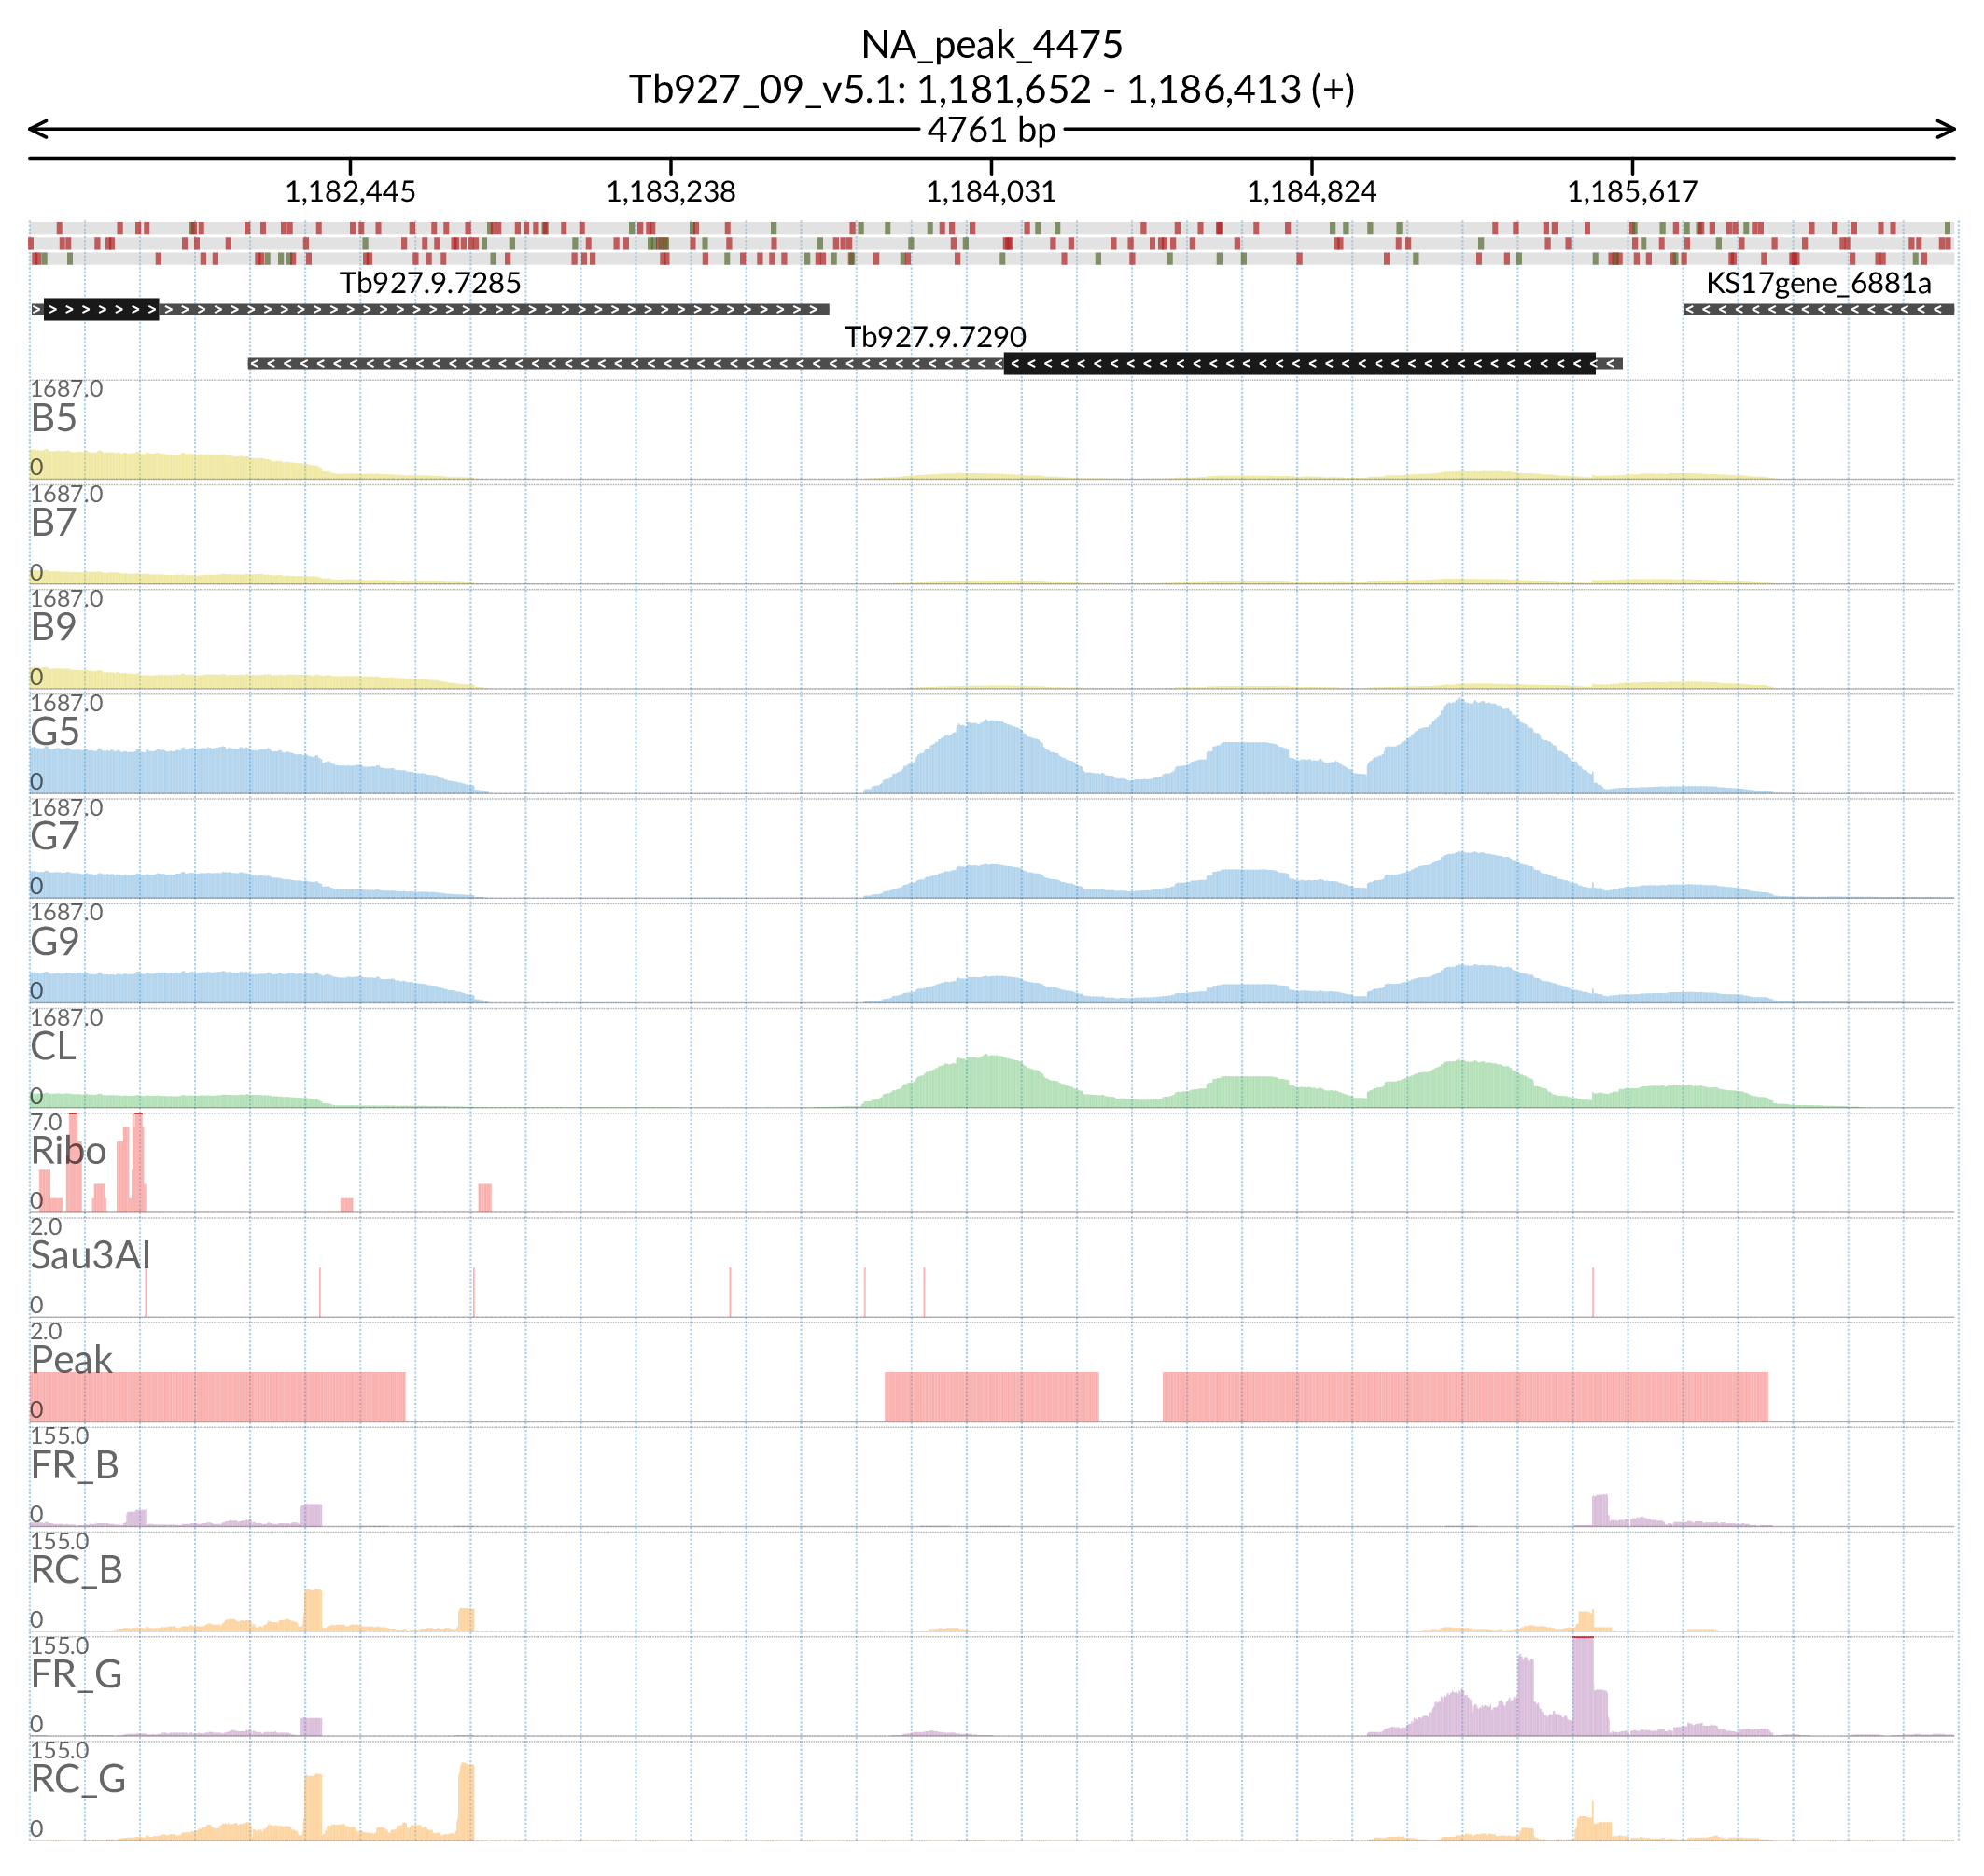 NA_peak_4475
Tb927_09_v5.1: 1,181,652 - 1,186,413 (+)
4761 bp
1,182,445 1,183,238 1,184,031 1,184,824 1,185,617
Tb927.9.7285 KS17gene_6881a
Tb927.9.7290
1687.0
B5
0
1687.0
B7
0
1687.0
B9
0
1687.0
G5
0
1687.0
G7
0
1687.0
G9
0
1687.0
CL
0
7.0
Ribo
0
2.0
Sau3AI
0
2.0
Peak
0
155.0
FR_B
0
155.0
RC_B
0
155.0
FR_G
0
155.0
RC_G
0